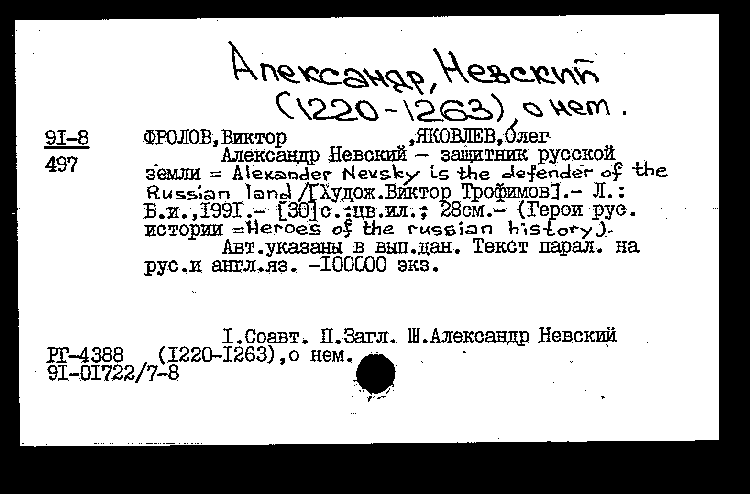 Александр, Невский
(1220-1263), о нем.
91-8
497
ФРОЛОВ,Виктор ,ЯКОВЛЕВ,Олег
Александр Невский - защитник русской
земли = Alexander Nevsky is the defender of the
Russian land /[Худож.Виктор Трофимов].- Л.:
Б.и.,1991.- [30]с.:цв.ил.; 28см.- (Герои рус.
истории =Heroes of the russian history).
Авт.указаны в вып.дан. Текст парал. на
рус.и англ.яз. -100000 экз.
I.Соавт. П.Загл. Ш.Александр Невский
РГ-4388 (1220-1263),о нем.
91-01722/7-8